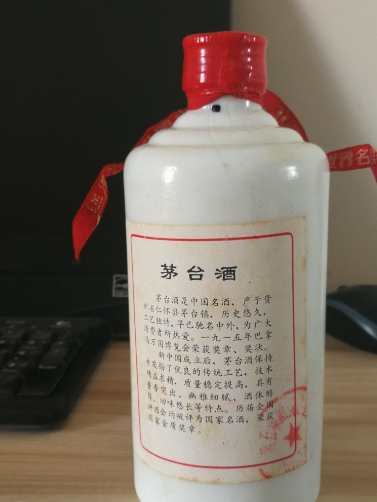 茅台酒
茅台酒是中国名酒，产于贵
州省仁怀县茅台镇，历史悠久，
工艺独特，早已驰名中外，为广大
消费者所热爱。一九一五年巴拿
马万国博览会荣获奖章、奖状。
新中国成立后，茅台酒保持
并发扬了优良的传统工艺，技术
精益求精，质量稳定提高，具有
酱香突出、幽雅细腻、酒体醇
厚、回味悠长等特点。历届全国
评酒会均被评为国家名酒，荣获
国家金质奖章。
世界名